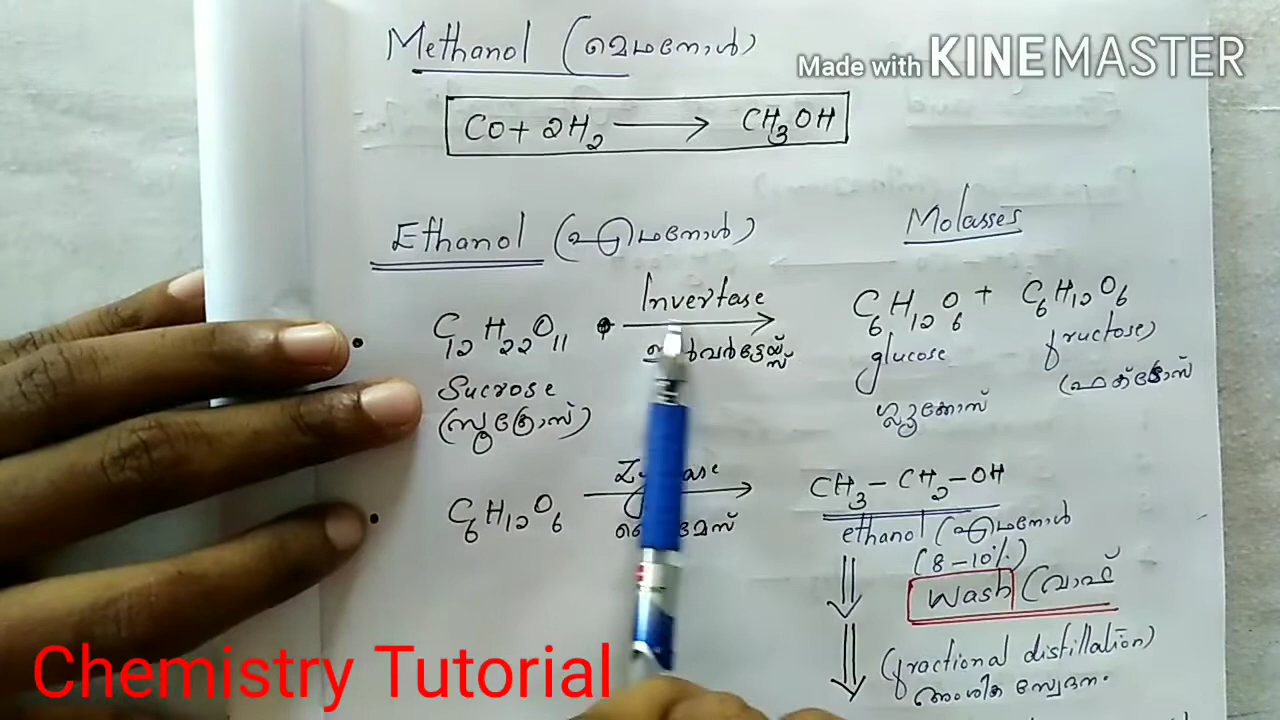 Made with KINEMASTER
Methanol (മെഥനോൾ)
CO + 2H2 → CH3OH
Ethanol (എഥനോൾ)
Molasses
C12H22O11 Invertase → C6H12O6 + C6H12O6
Sucrose glucose fructose)
(സുക്രോസ്) ഗ്ലൂക്കോസ്
C6H12O6 → CH3-CH2-OH
ethanol (എഥനോൾ
(8-10%)
Wash (വാഷ്
(fractional distillation)
അംശിക സ്വേദനം
Chemistry Tutorial